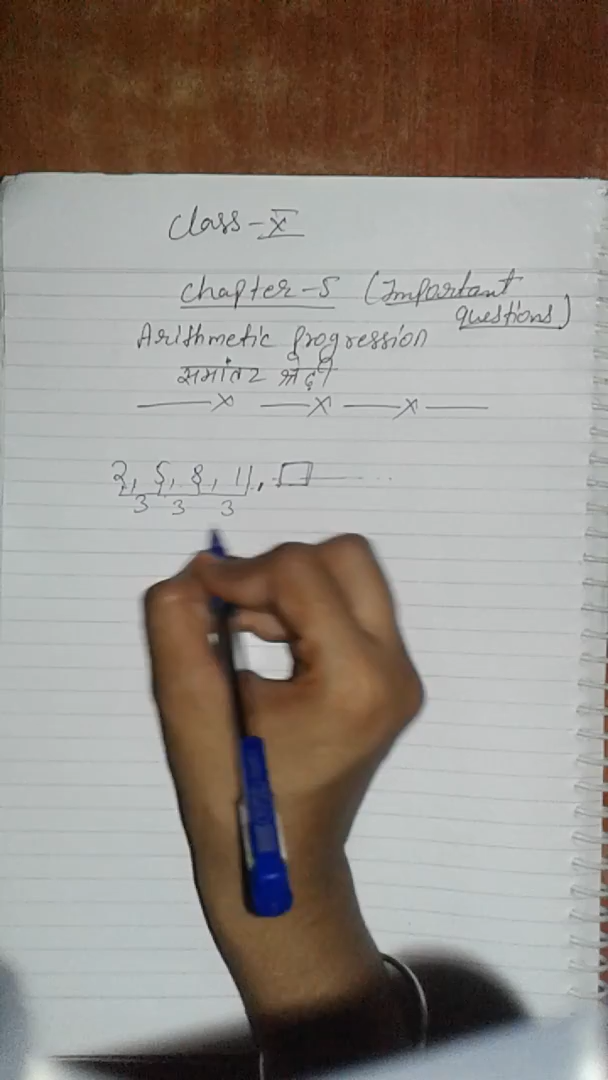 Class-X
Chapter-5 (Important
questions)
Arithmetic Progression
समांतर श्रेढ़ी
2, 5, 8, 11, □ ...
3 3 3